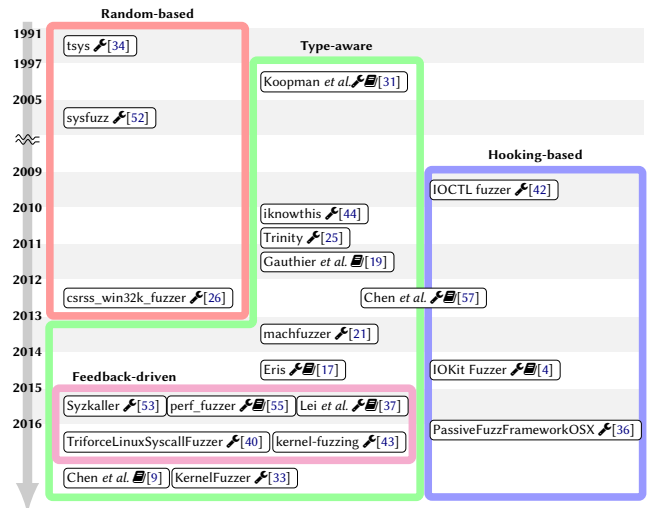 Random-based
1991
tsys [34]
Type-aware
1997
Koopman et al. [31]
2005
sysfuzz [52]
Hooking-based
2009
IOCTL fuzzer [42]
2010
iknowthis [44]
Trinity [25]
2011
Gauthier et al. [19]
2012
csrss_win32k_fuzzer [26]
Chen et al. [57]
2013
machfuzzer [21]
2014
Eris [17]
IOKit Fuzzer [4]
Feedback-driven
2015
Syzkaller [53]
perf_fuzzer [55]
Lei et al. [37]
2016
PassiveFuzzFrameworkOSX [36]
TriforceLinuxSyscallFuzzer [40]
kernel-fuzzing [43]
Chen et al. [9]
KernelFuzzer [33]